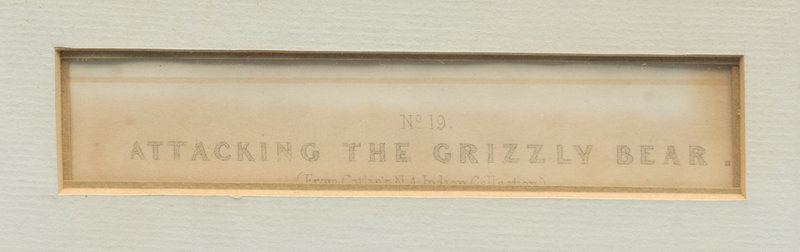 Nº 19.
ATTACKING THE GRIZZLY BEAR.
(From Catlin's N.A. Indian Collection)